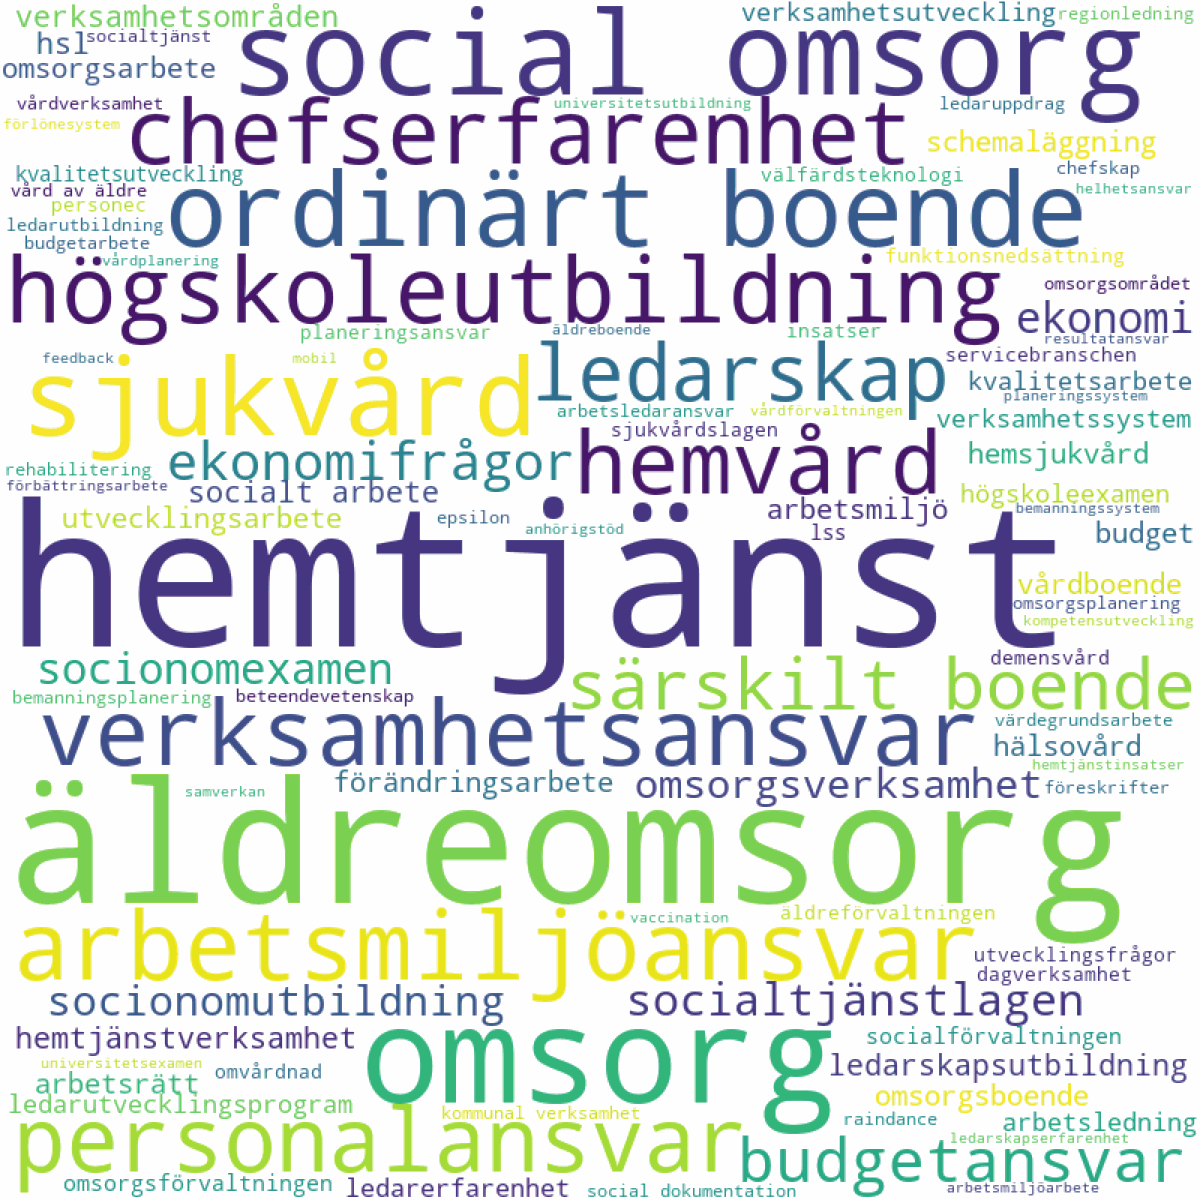 verksamhetsområden
social omsorg
verksamhetsutveckling
regionledning
hsl
socialtjänst
omsorgsarbete
vårdverksamhet
universitetsutbildning
ledaruppdrag
förlönesystem
chefserfarenhet
schemaläggning
kvalitetsutveckling
välfärdsteknologi
chefskap
vård av äldre
helhetsansvar
personec
ordinärt boende
ledarutbildning
budgetarbete
vårdplanering
funktionsnedsättning
högskoleutbildning
omsorgsområdet
ekonomi
planeringsansvar
äldreboende
insatser
resultatansvar
feedback
mobil
sjukvård
ledarskap
servicebranschen
kvalitetsarbete
planeringssystem
arbetsledaransvar
vårdförvaltningen
verksamhetssystem
sjukvårdslagen
ekonomifrågor
hemvård
hemsjukvård
rehabilitering
förbättringsarbete
socialt arbete
högskoleexamen
utvecklingsarbete
epsilon
anhörigstöd
arbetsmiljö
bemanningssystem
lss
budget
hemtjänst
vårdboende
omsorgsplanering
kompetensutveckling
socionomexamen
demensvård
särskilt boende
bemanningsplanering
beteendevetenskap
verksamhetsansvar
värdegrundsarbete
hälsovård
hemtjänstinsatser
förändringsarbete
omsorgsverksamhet
föreskrifter
samverkan
äldreomsorg
vaccination
äldreförvaltningen
arbetsmiljöansvar
utvecklingsfrågor
dagverksamhet
socionomutbildning
socialtjänstlagen
hemtjänstverksamhet
omsorg
socialförvaltningen
universitetsexamen
omvårdnad
ledarskapsutbildning
arbetsrätt
omsorgsboende
ledarutvecklingsprogram
kommunal verksamhet
raindance
arbetsledning
personalansvar
ledarskapserfarenhet
budgetansvar
omsorgsförvaltningen
ledarerfarenhet
social dokumentation
arbetsmiljöarbete